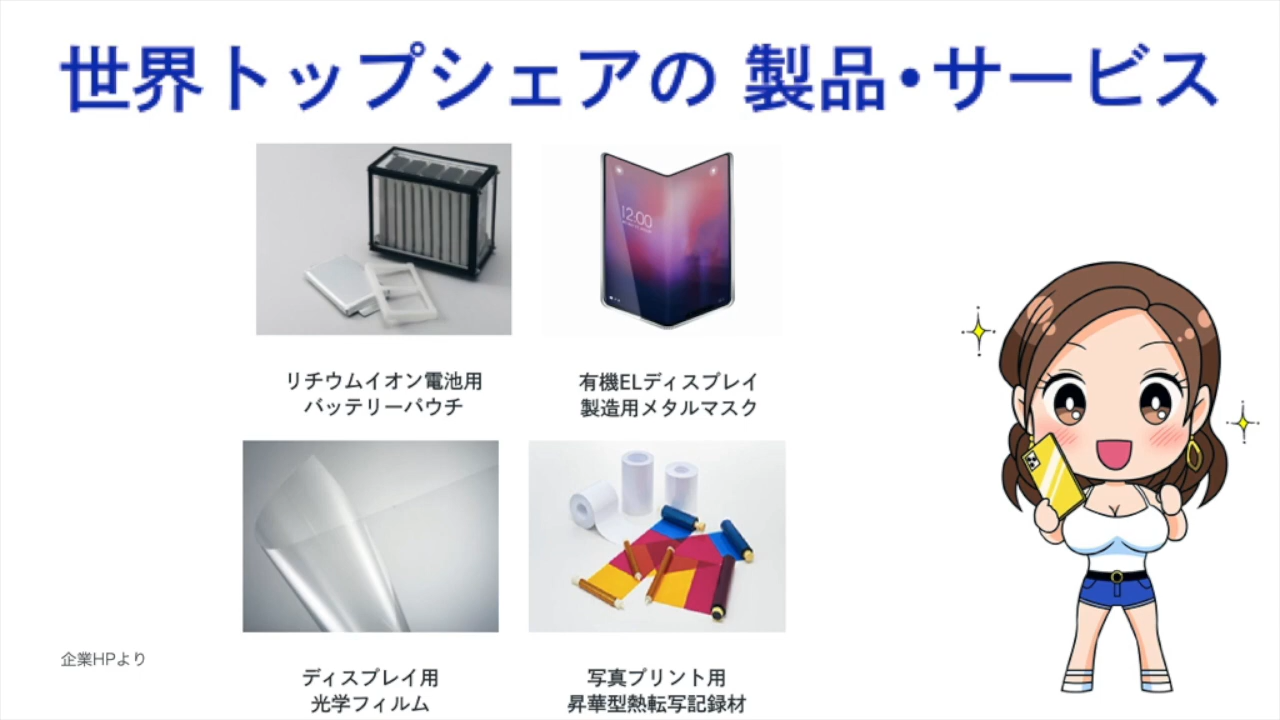 世界トップシェアの 製品・サービス
12:00
リチウムイオン電池用
バッテリーパウチ
有機ELディスプレイ
製造用メタルマスク
ディスプレイ用
光学フィルム
写真プリント用
昇華型熱転写記録材
企業HPより